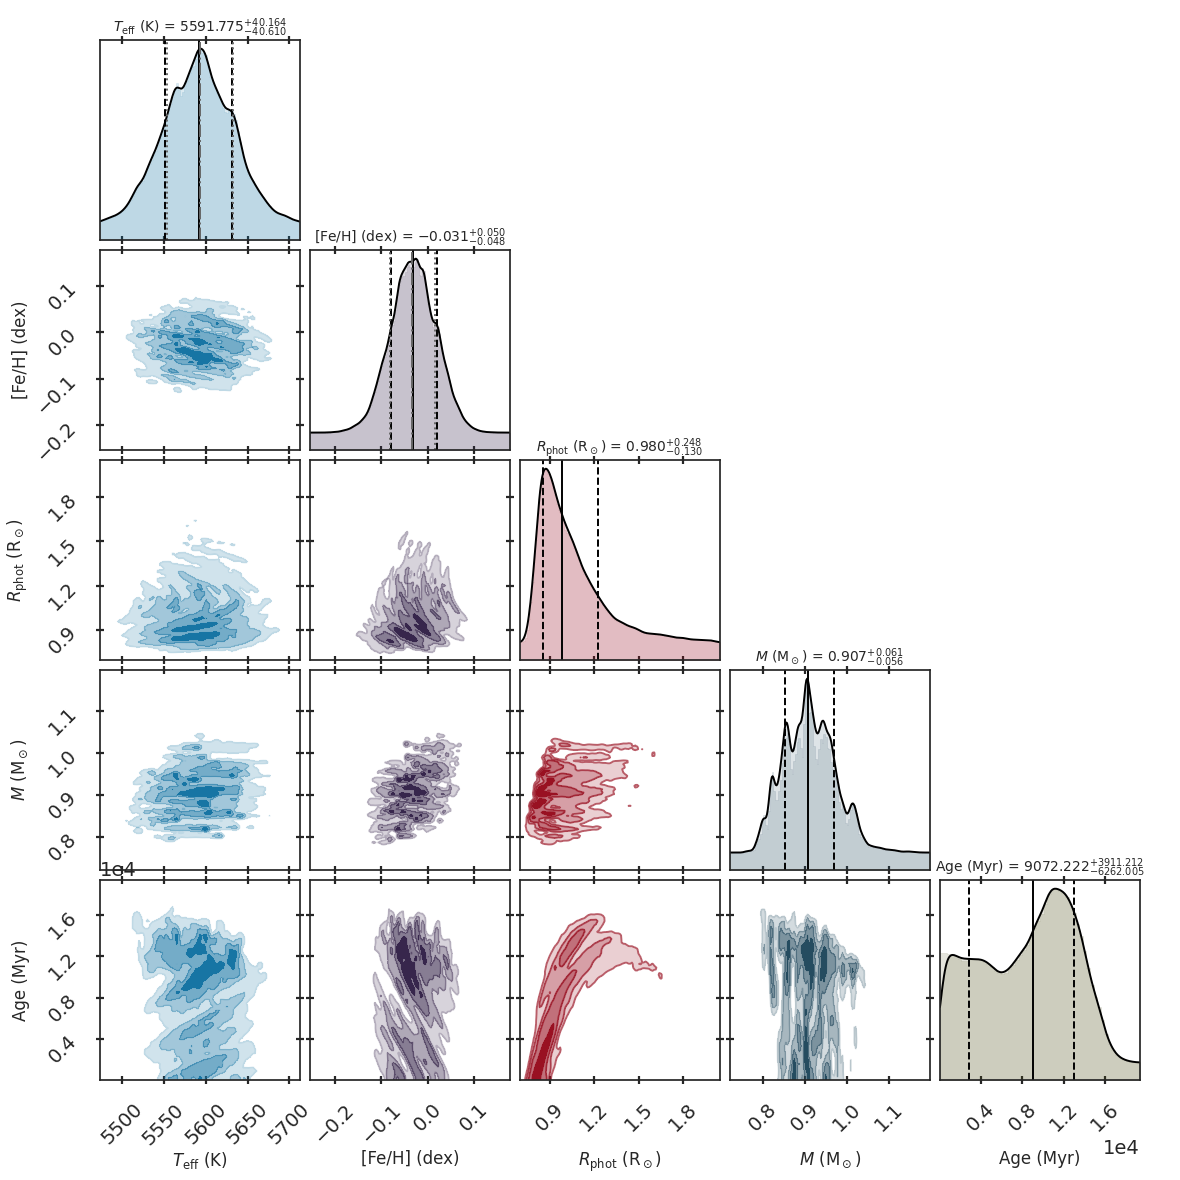 T_eff (K) = 5591.775 +40.164 −40.610
[Fe/H] (dex) = −0.031 +0.050 −0.048
0.1
0.0
−0.1
−0.2
[Fe/H] (dex)
R_phot (R⊙) = 0.980 +0.248 −0.130
1.8
1.5
1.2
0.9
R_phot (R⊙)
M (M⊙) = 0.907 +0.061 −0.056
1.1
1.0
0.9
0.8
M (M⊙)
1e4
Age (Myr) = 9072.222 +3911.212 −6262.005
1.6
1.2
0.8
0.4
Age (Myr)
5500 5550 5600 5650 5700
−0.2 −0.1 0.0 0.1
0.9 1.2 1.5 1.8
0.8 0.9 1.0 1.1
0.4 0.8 1.2 1.6
1e4
T_eff (K)
[Fe/H] (dex)
R_phot (R⊙)
M (M⊙)
Age (Myr)